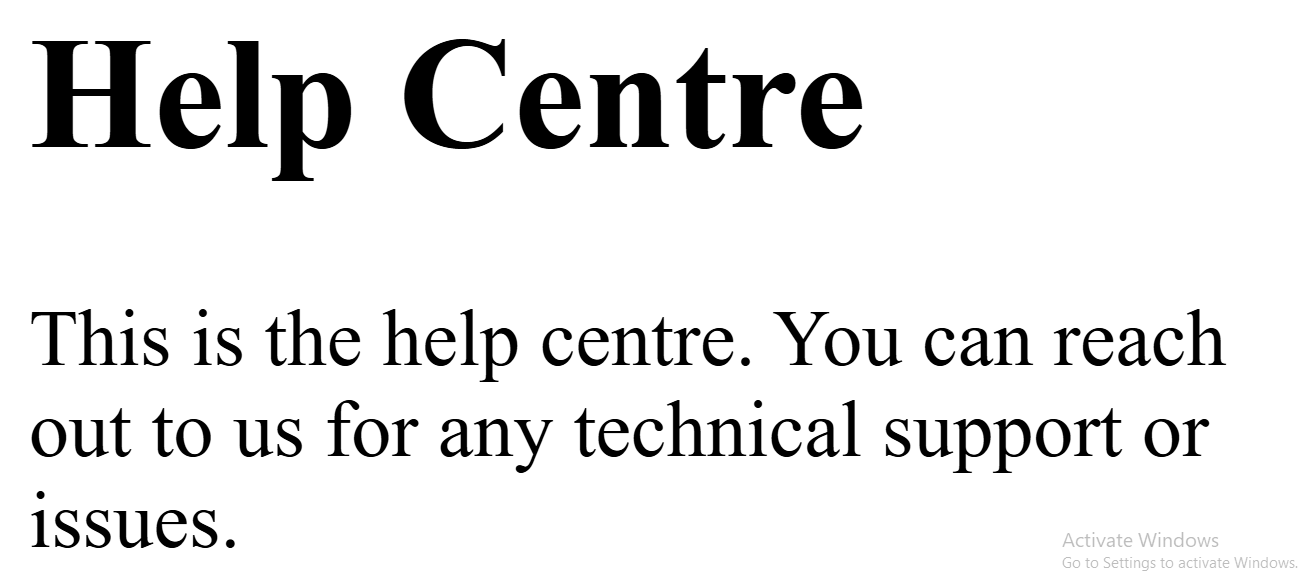 Help Centre
This is the help centre. You can reach
out to us for any technical support or
issues.
Activate Windows
Go to Settings to activate Windows.